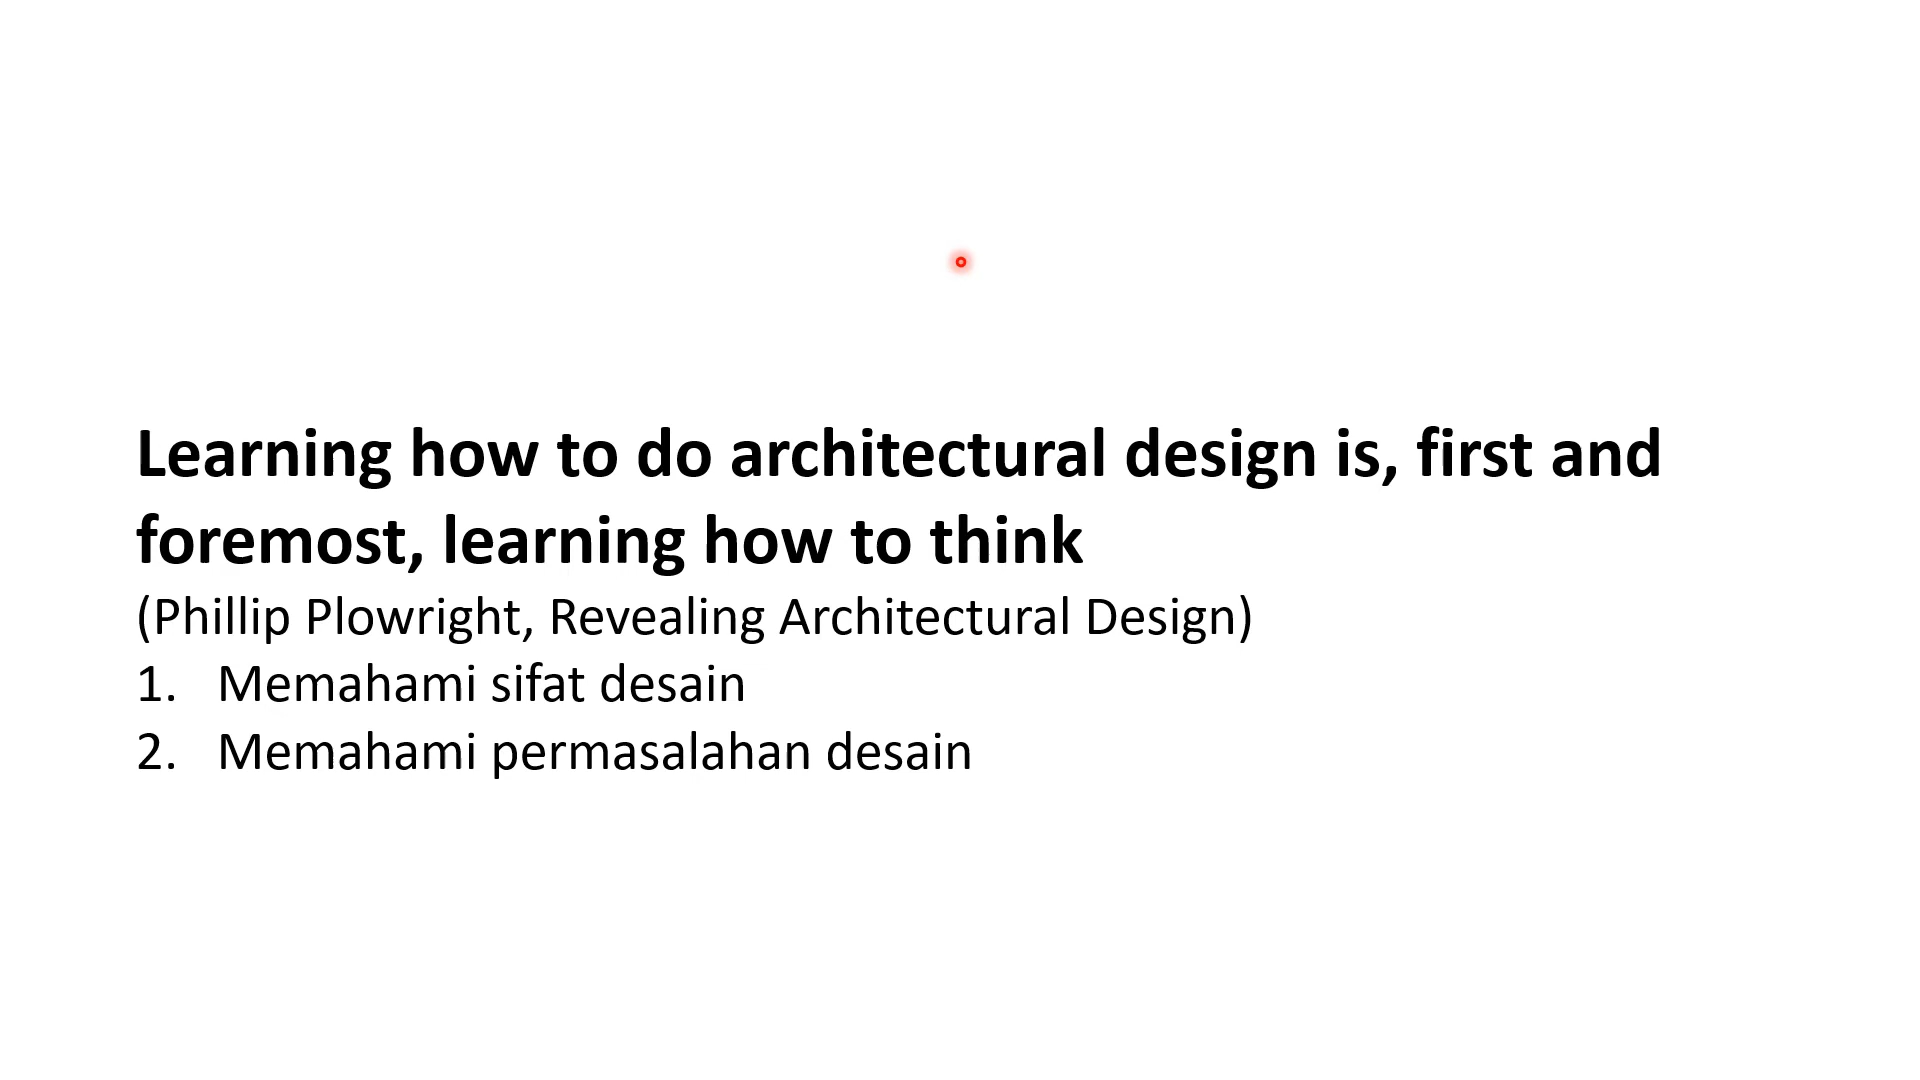 Learning how to do architectural design is, first and
foremost, learning how to think
(Phillip Plowright, Revealing Architectural Design)
1. Memahami sifat desain
2. Memahami permasalahan desain